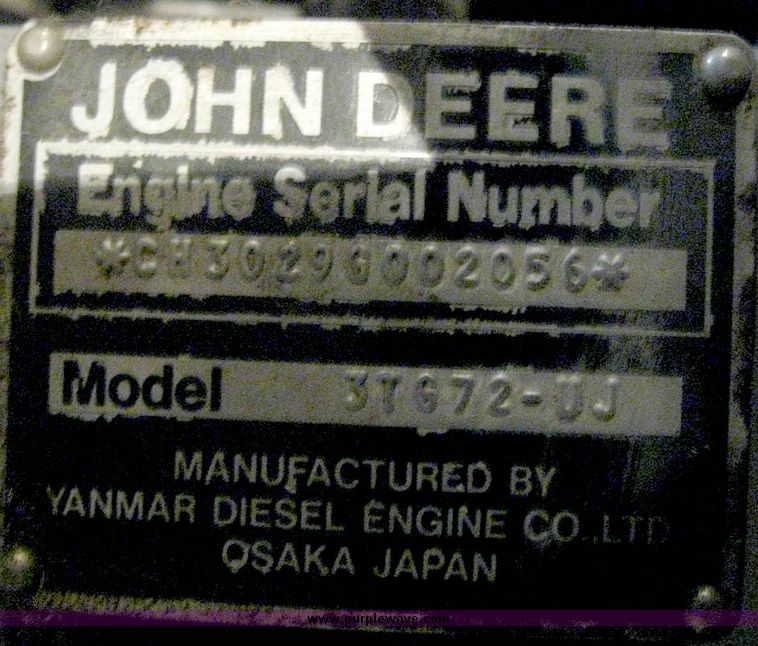 JOHN DEERE
Engine Serial Number
*CH3029G002056*
Model 3TG72-UJ
MANUFACTURED BY
YANMAR DIESEL ENGINE CO.,LTD
OSAKA JAPAN
www.purplewave.com